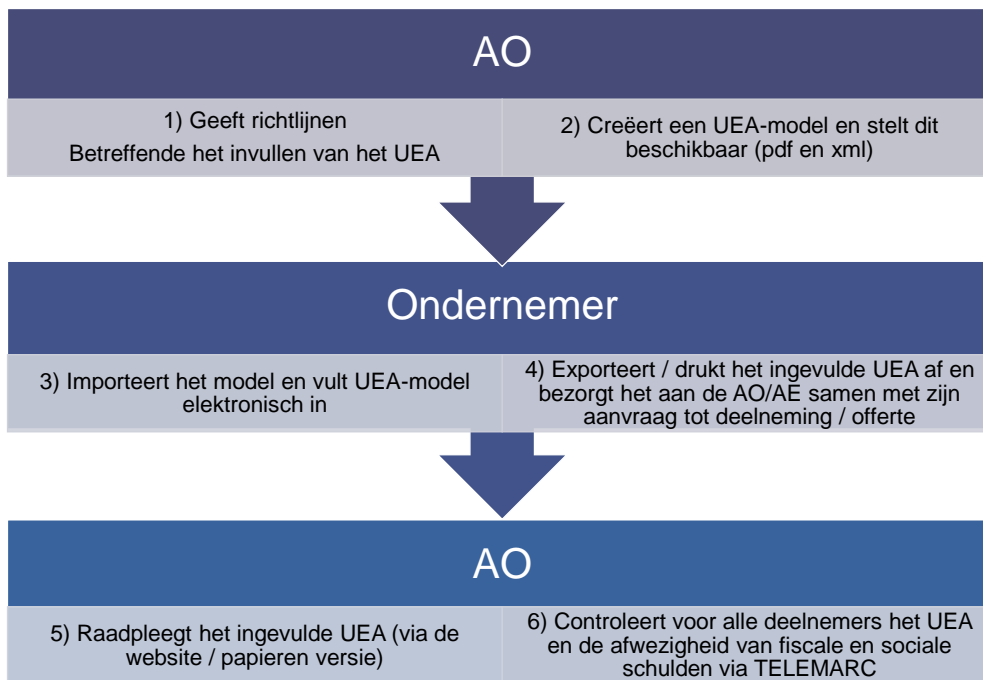 AO
1) Geeft richtlijnen
Betreffende het invullen van het UEA
2) Creëert een UEA-model en stelt dit
beschikbaar (pdf en xml)
Ondernemer
3) Importeert het model en vult UEA-model
elektronisch in
4) Exporteert / drukt het ingevulde UEA af en
bezorgt het aan de AO/AE samen met zijn
aanvraag tot deelneming / offerte
AO
5) Raadpleegt het ingevulde UEA (via de
website / papieren versie)
6) Controleert voor alle deelnemers het UEA
en de afwezigheid van fiscale en sociale
schulden via TELEMARC